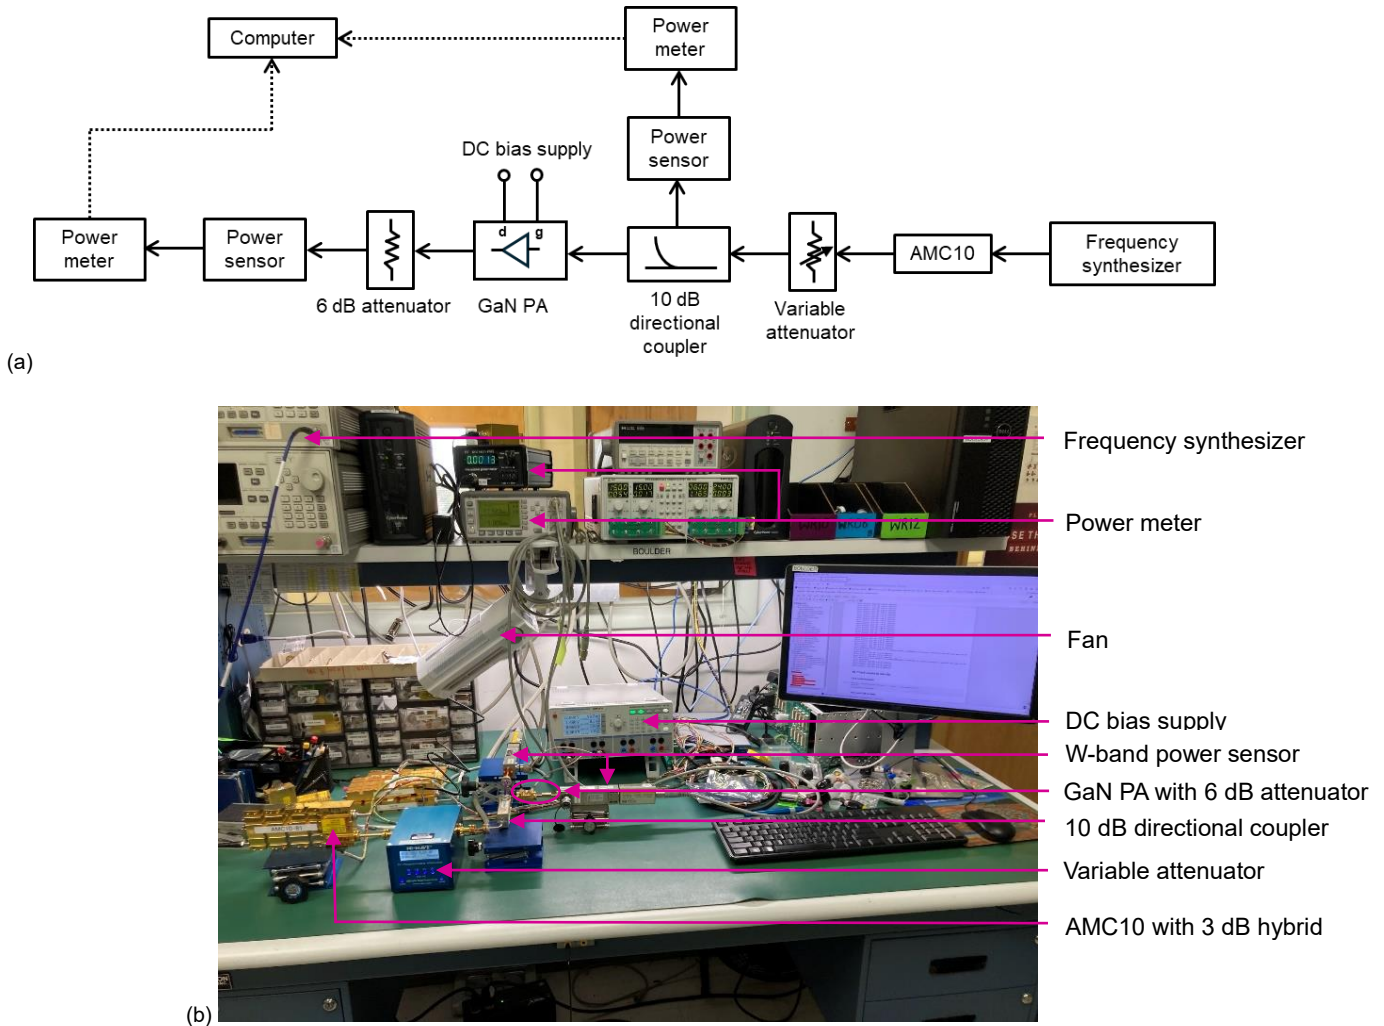 Computer
Power
meter
Power
sensor
DC bias supply
d
g
Power
meter
Power
sensor
6 dB attenuator
GaN PA
10 dB
directional
coupler
Variable
attenuator
AMC10
Frequency
synthesizer
(a)
Frequency synthesizer
Power meter
BOULDER
WR10
WR08
WR12
Fan
DC bias supply
W-band power sensor
GaN PA with 6 dB attenuator
10 dB directional coupler
Variable attenuator
AMC10 with 3 dB hybrid
(b)